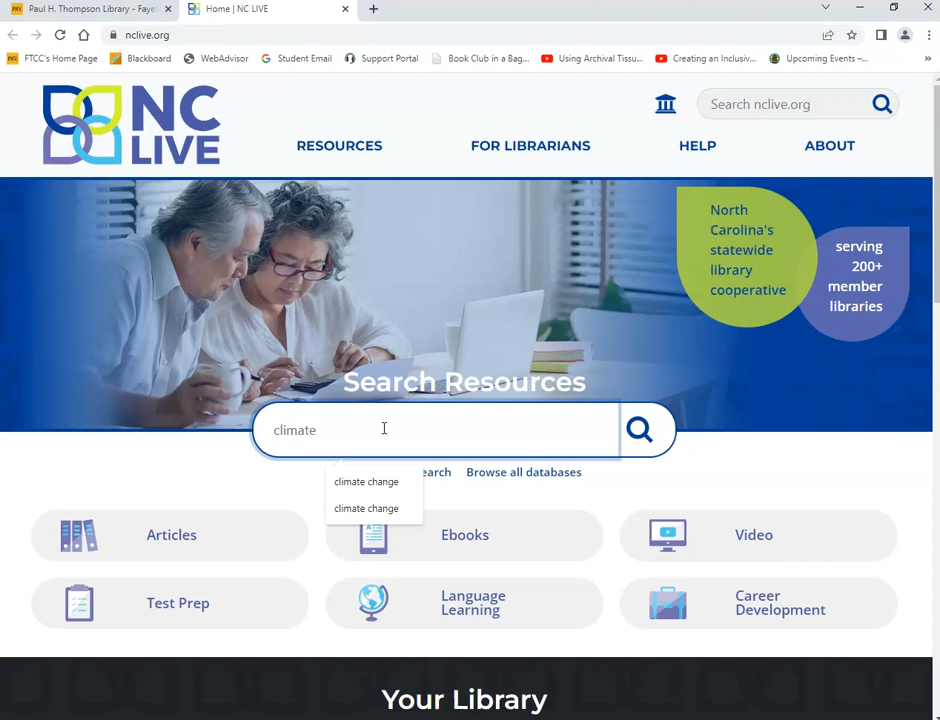 Paul H. Thompson Library - Faye
Home | NC LIVE
nclive.org
FTCC's Home Page
Blackboard
WebAdvisor
Student Email
Support Portal
Book Club in a Bag...
Using Archival Tissu...
Creating an Inclusiv...
Upcoming Events –...
NC
LIVE
Search nclive.org
RESOURCES
FOR LIBRARIANS
HELP
ABOUT
North
Carolina's
statewide
library
cooperative
serving
200+
member
libraries
Search Resources
climate
climate change
climate change
earch
Browse all databases
Articles
Ebooks
Video
Test Prep
Language
Learning
Career
Development
Your Library